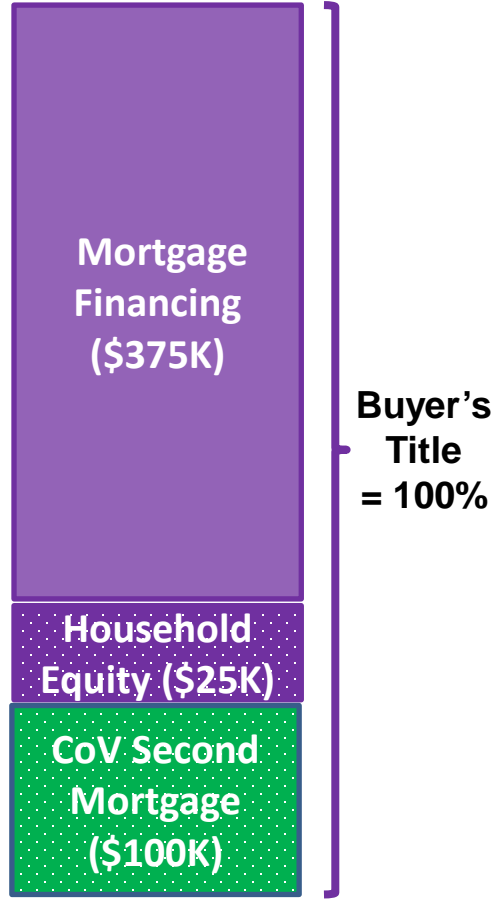 Mortgage
Financing
($375K)
Buyer’s
Title
= 100%
Household
Equity ($25K)
CoV Second
Mortgage
($100K)